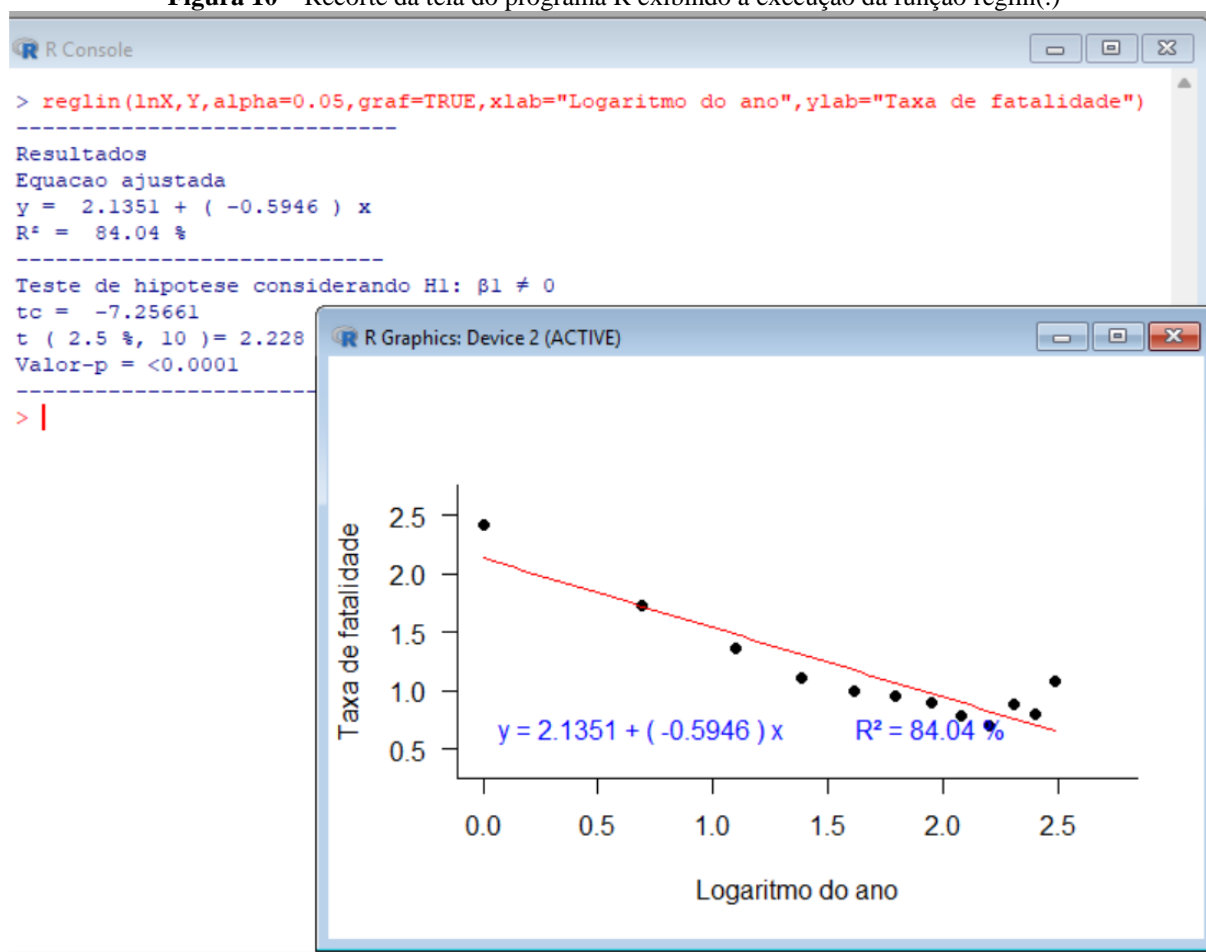 Figura 10 – Recorte da tela do programa R exibindo a execução da função reglin(.)
R Console
> reglin(lnX,Y,alpha=0.05,graf=TRUE,xlab="Logaritmo do ano",ylab="Taxa de fatalidade")
-----------------------------
Resultados
Equacao ajustada
y =  2.1351 + ( -0.5946 ) x
R² =  84.04 %
----------------------------
Teste de hipotese considerando H1: β1 ≠ 0
tc =  -7.25661
t ( 2.5 %, 10 )= 2.228
Valor-p = <0.0001
-----------------------
>
R Graphics: Device 2 (ACTIVE)
Taxa de fatalidade
2.5
2.0
1.5
1.0
0.5
y = 2.1351 + ( -0.5946 ) x
R² = 84.04 %
0.0 0.5 1.0 1.5 2.0 2.5
Logaritmo do ano